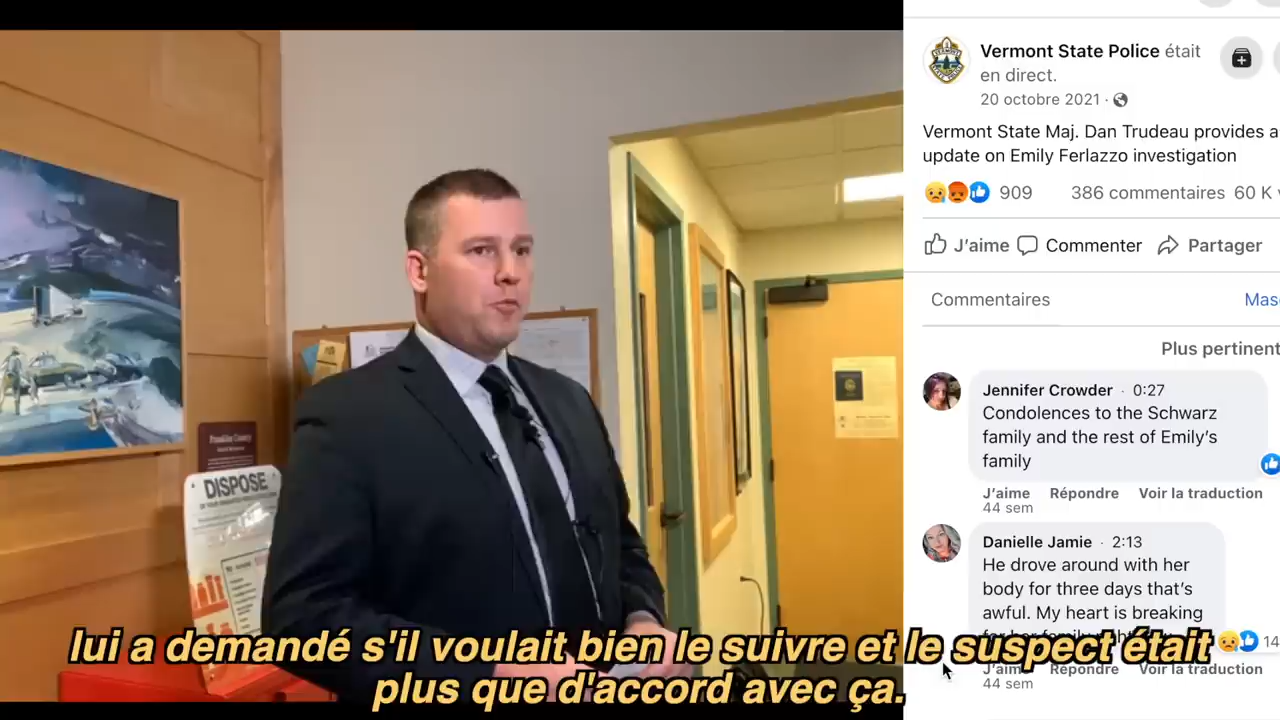 Vermont State Police était
en direct.
20 octobre 2021 ·
Vermont State Maj. Dan Trudeau provides a
update on Emily Ferlazzo investigation
909 386 commentaires 60 K
J'aime Commenter Partager
Commentaires
Mas
Plus pertinent
Jennifer Crowder · 0:27
Condolences to the Schwarz
family and the rest of Emily's
family
J'aime Répondre Voir la traduction
44 sem
Danielle Jamie · 2:13
He drove around with her
body for three days that's
awful. My heart is breaking
14
J'aime Répondre Voir la traduction
44 sem
Franklin County
DISPOSE
lui a demandé s'il voulait bien le suivre et le suspect était
plus que d'accord avec ça.